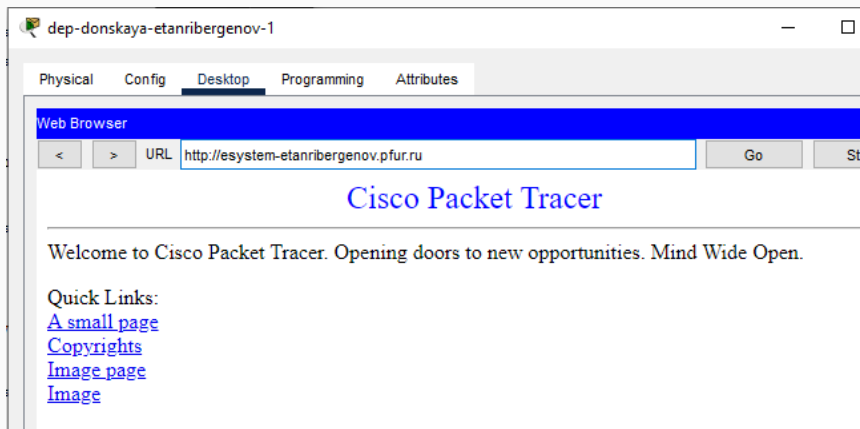 dep-donskaya-etanribergenov-1
Physical Config Desktop Programming Attributes
Web Browser
< > URL http://esystem-etanribergenov.pfur.ru Go St
Cisco Packet Tracer
Welcome to Cisco Packet Tracer. Opening doors to new opportunities. Mind Wide Open.
Quick Links:
A small page
Copyrights
Image page
Image